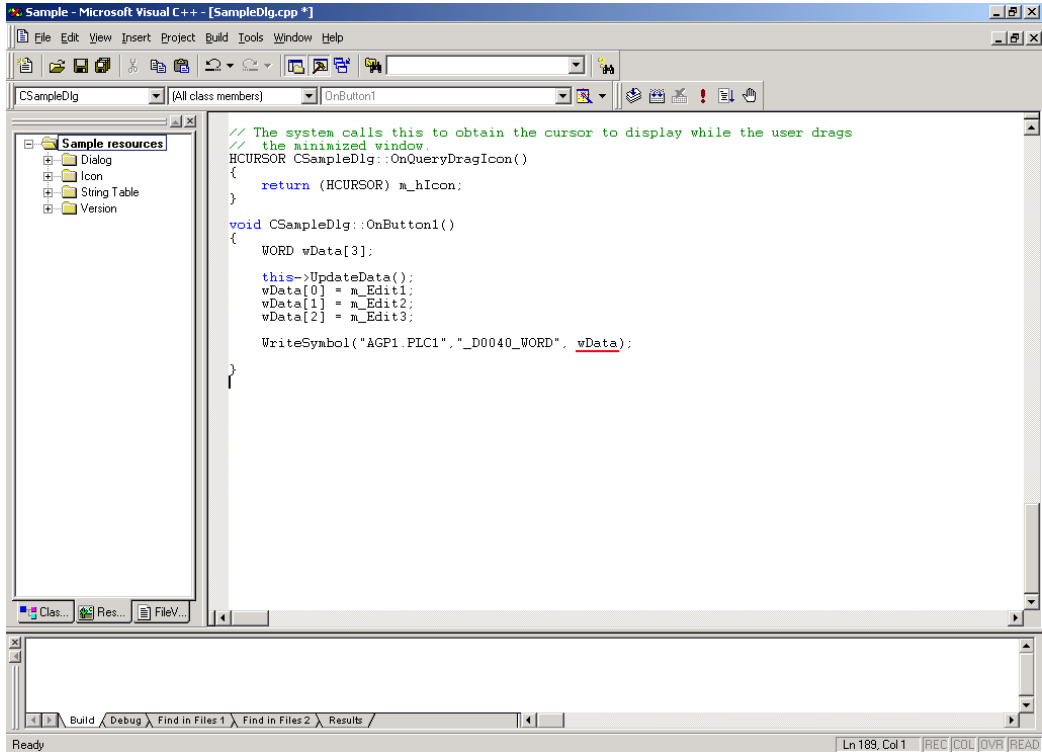 Sample - Microsoft Visual C++ - [SampleDlg.cpp *]
File Edit View Insert Project Build Tools Window Help
CSampleDlg (All class members) OnButton1
Sample resources
Dialog
Icon
String Table
Version
// The system calls this to obtain the cursor to display while the user drags
//  the minimized window.
HCURSOR CSampleDlg::OnQueryDragIcon()
{
    return (HCURSOR) m_hIcon;
}
void CSampleDlg::OnButton1()
{
    WORD wData[3];
    this->UpdateData();
    wData[0] = m_Edit1;
    wData[1] = m_Edit2;
    wData[2] = m_Edit3;
    WriteSymbol("AGP1.PLC1","_D0040_WORD", wData);
}
Clas... Res... FileV...
Build Debug Find in Files 1 Find in Files 2 Results
Ready Ln 189, Col 1 REC COL OVR READ